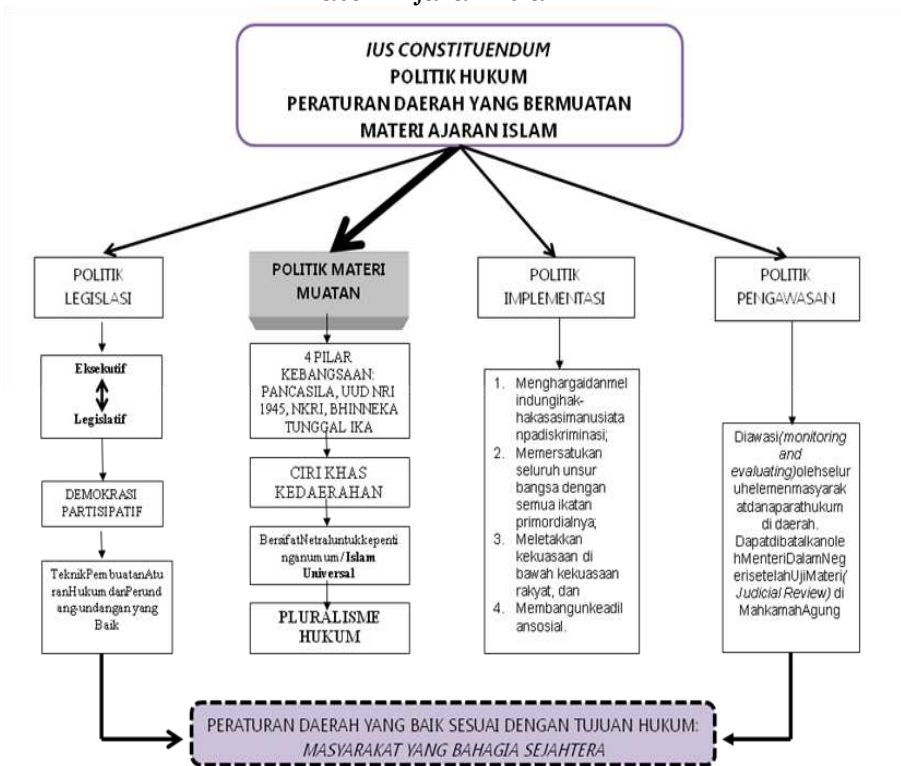 IUS CONSTITUENDUM
POLITIK HUKUM
PERATURAN DAERAH YANG BERMUATAN
MATERI AJARAN ISLAM
POLITIK
LEGISLASI
Eksekutif
Legislatif
DEMOKRASI
PARTISIPATIF
TeknikPembuatanAtu
ranHukum danPerund
ang-undangan yang
Baik
POLITIK MATERI
MUATAN
4 PILAR
KEBANGSAAN:
PANCASILA, UUD NRI
1945, NKRI, BHINNEKA
TUNGGAL IKA
CIRI KHAS
KEDAERAHAN
BersifatNetraluntukkepenti
nganumum/Islam
Universal
PLURALISME
HUKUM
POLITIK
IMPLEMENTASI
1. Menghargaidanmel
indungihak-
hakasasimanusiata
npadiskriminasi;
2. Memersatukan
seluruh unsur
bangsa dengan
semua ikatan
primordialnya;
3. Meletakkan
kekuasaan di
bawah kekuasaan
rakyat, dan
4. Membangunkeadil
ansosial.
POLITIK
PENGAWASAN
Diawasi(monitoring
and
evaluating)olehselur
uhelemenmasyarak
atdanaparathukum
di daerah.
Dapatdibatalkanole
hMenteriDalamNeg
erisetelahUjiMateri(
Judicial Review) di
MahkamahAgung
PERATURAN DAERAH YANG BAIK SESUAI DENGAN TUJUAN HUKUM:
MASYARAKAT YANG BAHAGIA SEJAHTERA